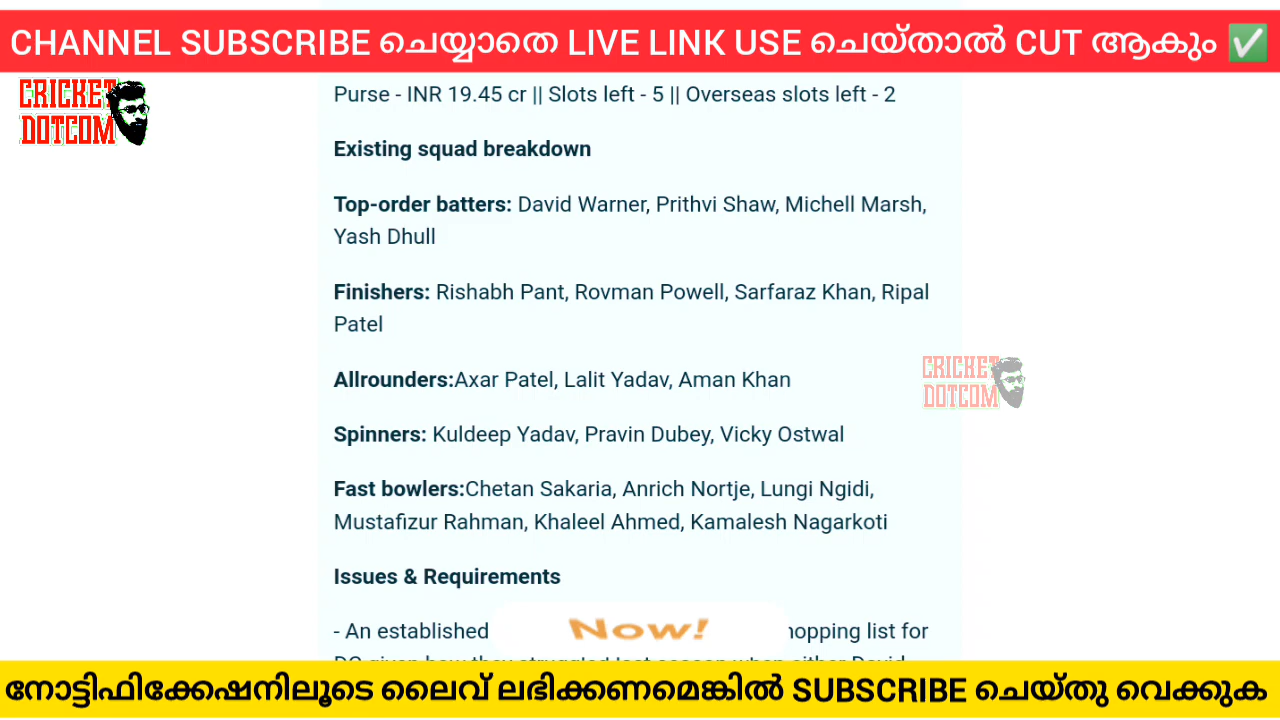 CHANNEL SUBSCRIBE ചെയ്യാതെ LIVE LINK USE ചെയ്താൽ CUT ആകും ✅
CRICKET
DOTCOM
Purse - INR 19.45 cr || Slots left - 5 || Overseas slots left - 2
Existing squad breakdown
Top-order batters: David Warner, Prithvi Shaw, Michell Marsh,
Yash Dhull
Finishers: Rishabh Pant, Rovman Powell, Sarfaraz Khan, Ripal
Patel
CRICKET
DOTCOM
Allrounders:Axar Patel, Lalit Yadav, Aman Khan
Spinners: Kuldeep Yadav, Pravin Dubey, Vicky Ostwal
Fast bowlers:Chetan Sakaria, Anrich Nortje, Lungi Ngidi,
Mustafizur Rahman, Khaleel Ahmed, Kamalesh Nagarkoti
Issues & Requirements
- An established Now! hopping list for
നോട്ടിഫിക്കേഷനിലൂടെ ലൈവ് ലഭിക്കണമെങ്കിൽ SUBSCRIBE ചെയ്തു വെക്കുക